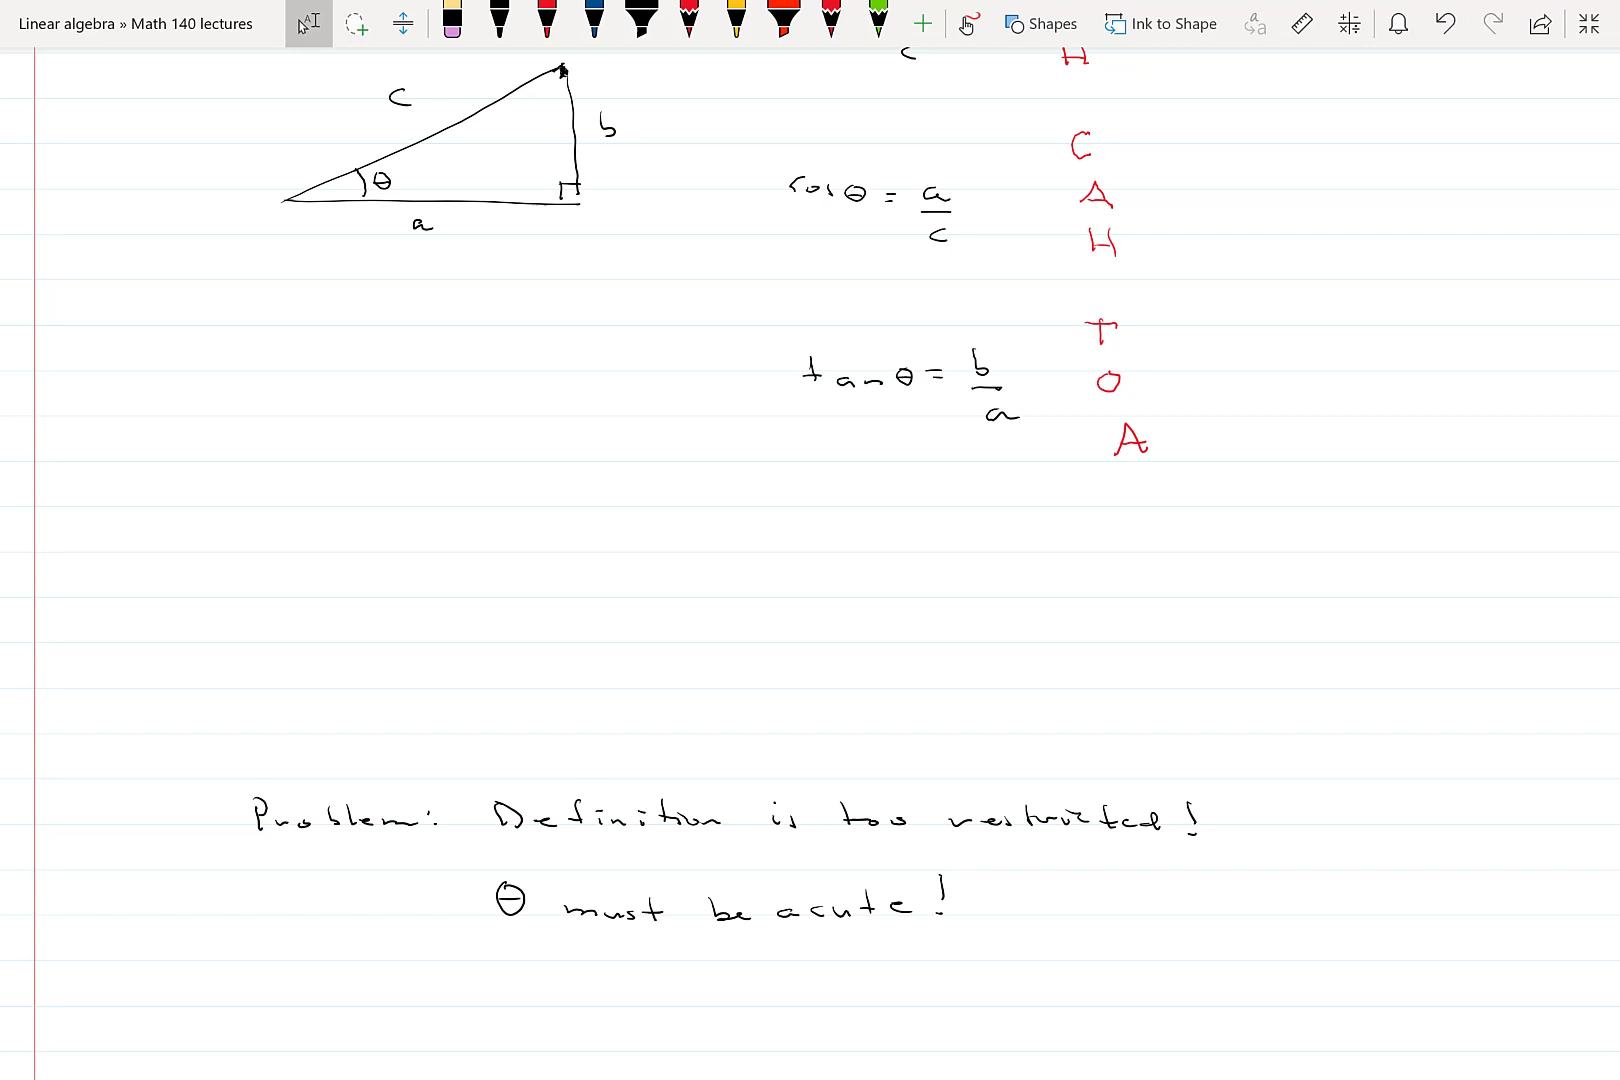 Linear algebra » Math 140 lectures
Shapes
Ink to Shape
c
H
c
b
θ
a
C
cos θ = a
c
A
H
T
tan θ = b
a
O
A
Problem: Definition is too restricted!
θ must be acute!